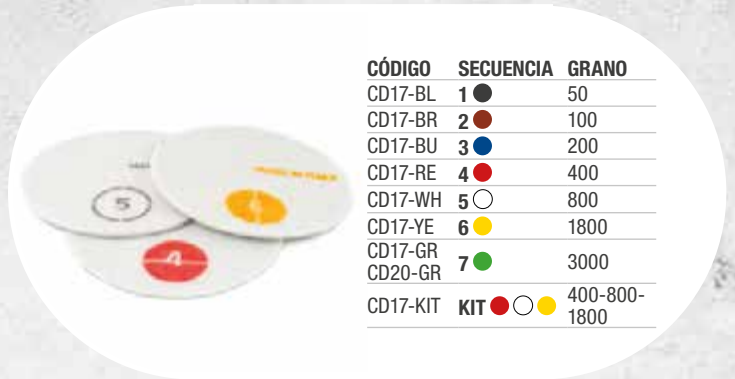 CÓDIGO SECUENCIA GRANO
CD17-BL 1 50
CD17-BR 2 100
CD17-BU 3 200
CD17-RE 4 400
CD17-WH 5 800
CD17-YE 6 1800
CD17-GR
CD20-GR 7 3000
CD17-KIT KIT 400-800-
1800
5
4